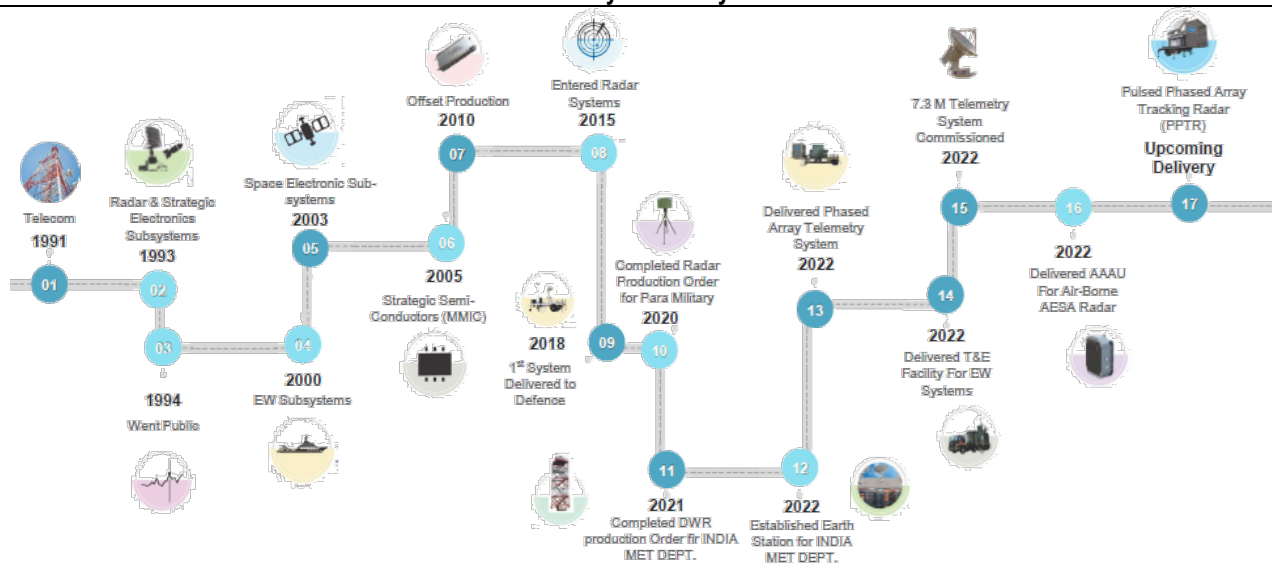 Telecom
1991
01
Radar & Strategic
Electronics
Subsystems
1993
02
03
1994
Went Public
04
2000
EW Subsystems
Space Electronic Sub-
systems
2003
05
06
2005
Strategic Semi-
Conductors (MMIC)
Offset Production
2010
07
Entered Radar
Systems
2015
08
09
2018
1st System
Delivered to
Defence
Completed Radar
Production Order
for Para Military
2020
10
11
2021
Completed DWR
production Order fir INDIA
MET DEPT.
12
2022
Established Earth
Station for INDIA
MET DEPT.
Delivered Phased
Array Telemetry
System
2022
13
14
2022
Delivered T&E
Facility For EW
Systems
7.3 M Telemetry
System
Commissioned
2022
15
16
2022
Delivered AAAU
For Air-Borne
AESA Radar
Pulsed Phased Array
Tracking Radar
(PPTR)
Upcoming
Delivery
17